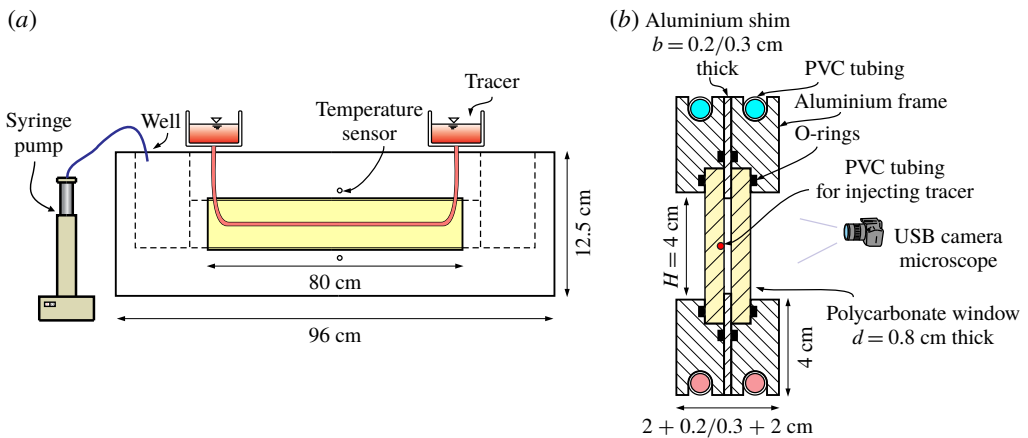 (a)
Syringe
pump
Well
Temperature
sensor
Tracer
80 cm
96 cm
12.5 cm
(b)
Aluminium shim
b = 0.2/0.3 cm
thick
PVC tubing
Aluminium frame
O-rings
PVC tubing
for injecting tracer
H = 4 cm
USB camera
microscope
Polycarbonate window
d = 0.8 cm thick
4 cm
2 + 0.2/0.3 + 2 cm